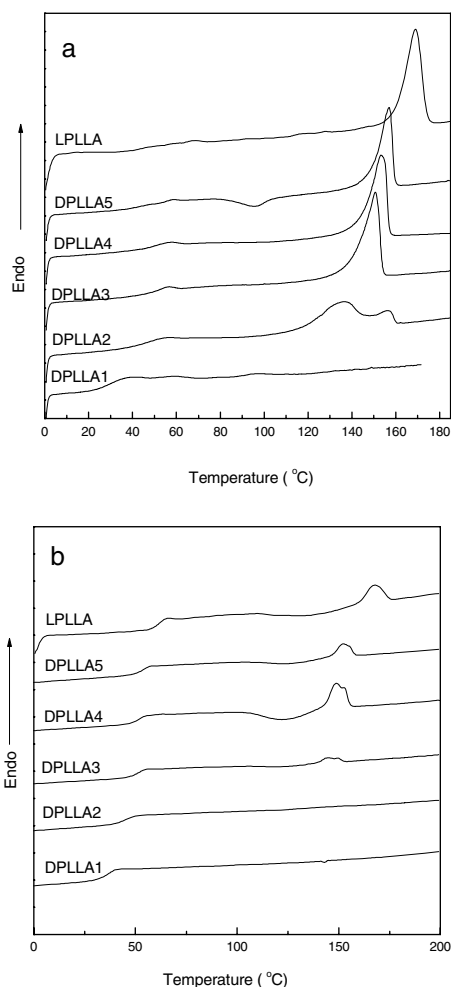 a
LPLLA
DPLLA5
DPLLA4
DPLLA3
DPLLA2
DPLLA1
Endo
0 20 40 60 80 100 120 140 160 180
Temperature ( °C)
b
LPLLA
DPLLA5
DPLLA4
DPLLA3
DPLLA2
DPLLA1
Endo
0 50 100 150 200
Temperature ( °C)